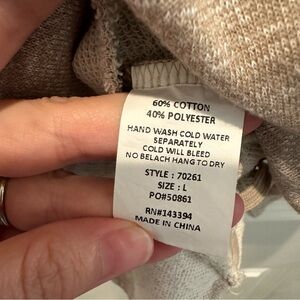 60% COTTON
40% POLYESTER
HAND WASH COLD WATER
SEPARATELY
COLD WILL BLEED
NO BELACH HANG TO DRY
STYLE : 70261
SIZE : L
PO#50861
RN#143394
MADE IN CHINA